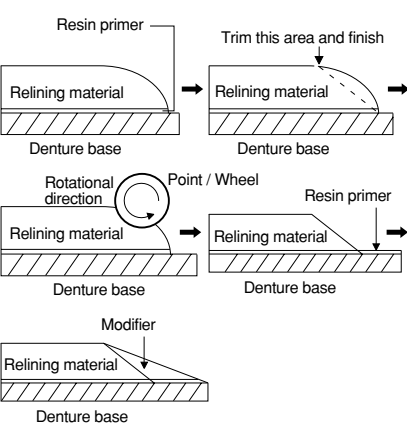 Resin primer
Relining material
Denture base
Trim this area and finish
Relining material
Denture base
Rotational
direction
Point / Wheel
Relining material
Denture base
Resin primer
Relining material
Denture base
Modifier
Relining material
Denture base